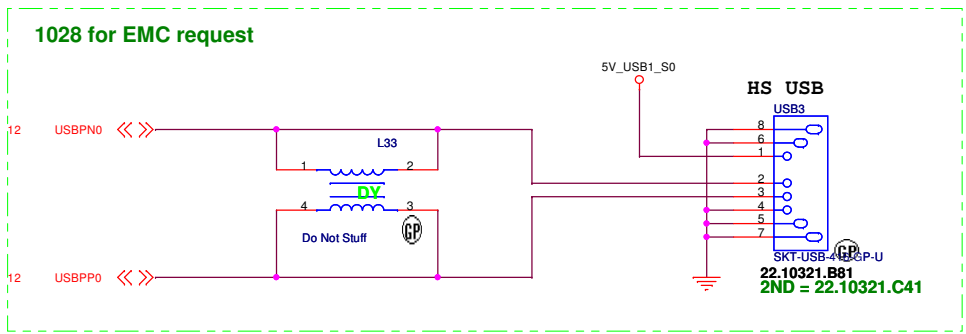 1028 for EMC request
5V_USB1_S0
HS USB
USB3
12 USBPN0
L33
1 2
DY
4 3
Do Not Stuff
GP
12 USBPP0
8
6
1
2
3
4
5
7
GP
22.10321.B81
2ND = 22.10321.C41